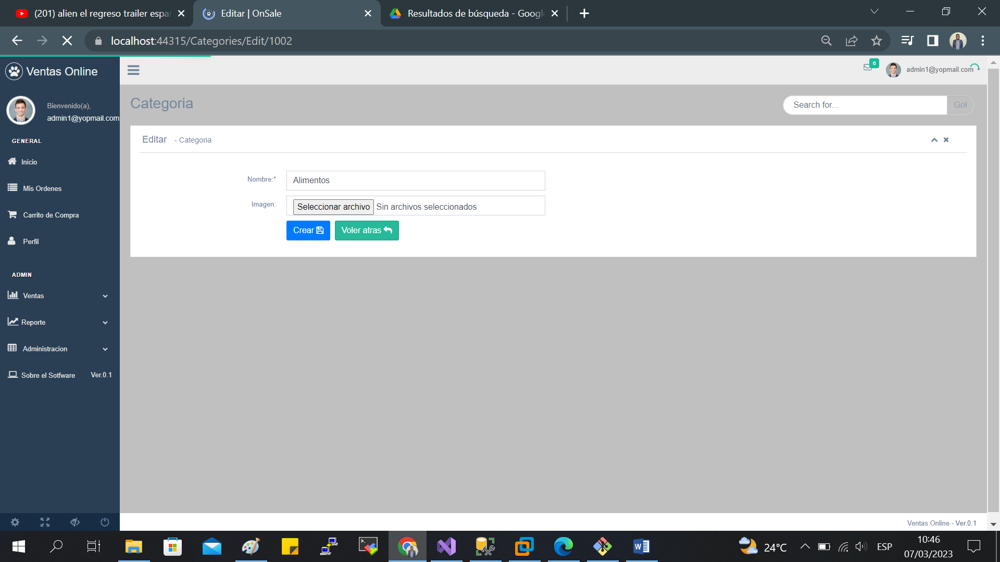 (201) alien el regreso trailer espa
Editar | OnSale
Resultados de búsqueda - Googl
localhost:44315/Categories/Edit/1002
Ventas Online
6
admin1@yopmail.com
Bienvenido(a),
admin1@yopmail.com
Categoria
Search for...
Go!
GENERAL
Inicio
Mis Ordenes
Carrito de Compra
Perfil
ADMIN
Ventas
Reporte
Administracion
Sobre el Sotfware
Ver.0.1
Editar - Categoria
Nombre:*
Alimentos
Imagen:
Seleccionar archivo Sin archivos seleccionados
Crear
Voler atras
Ventas Online - Ver.0.1
24°C
ESP
10:46
07/03/2023